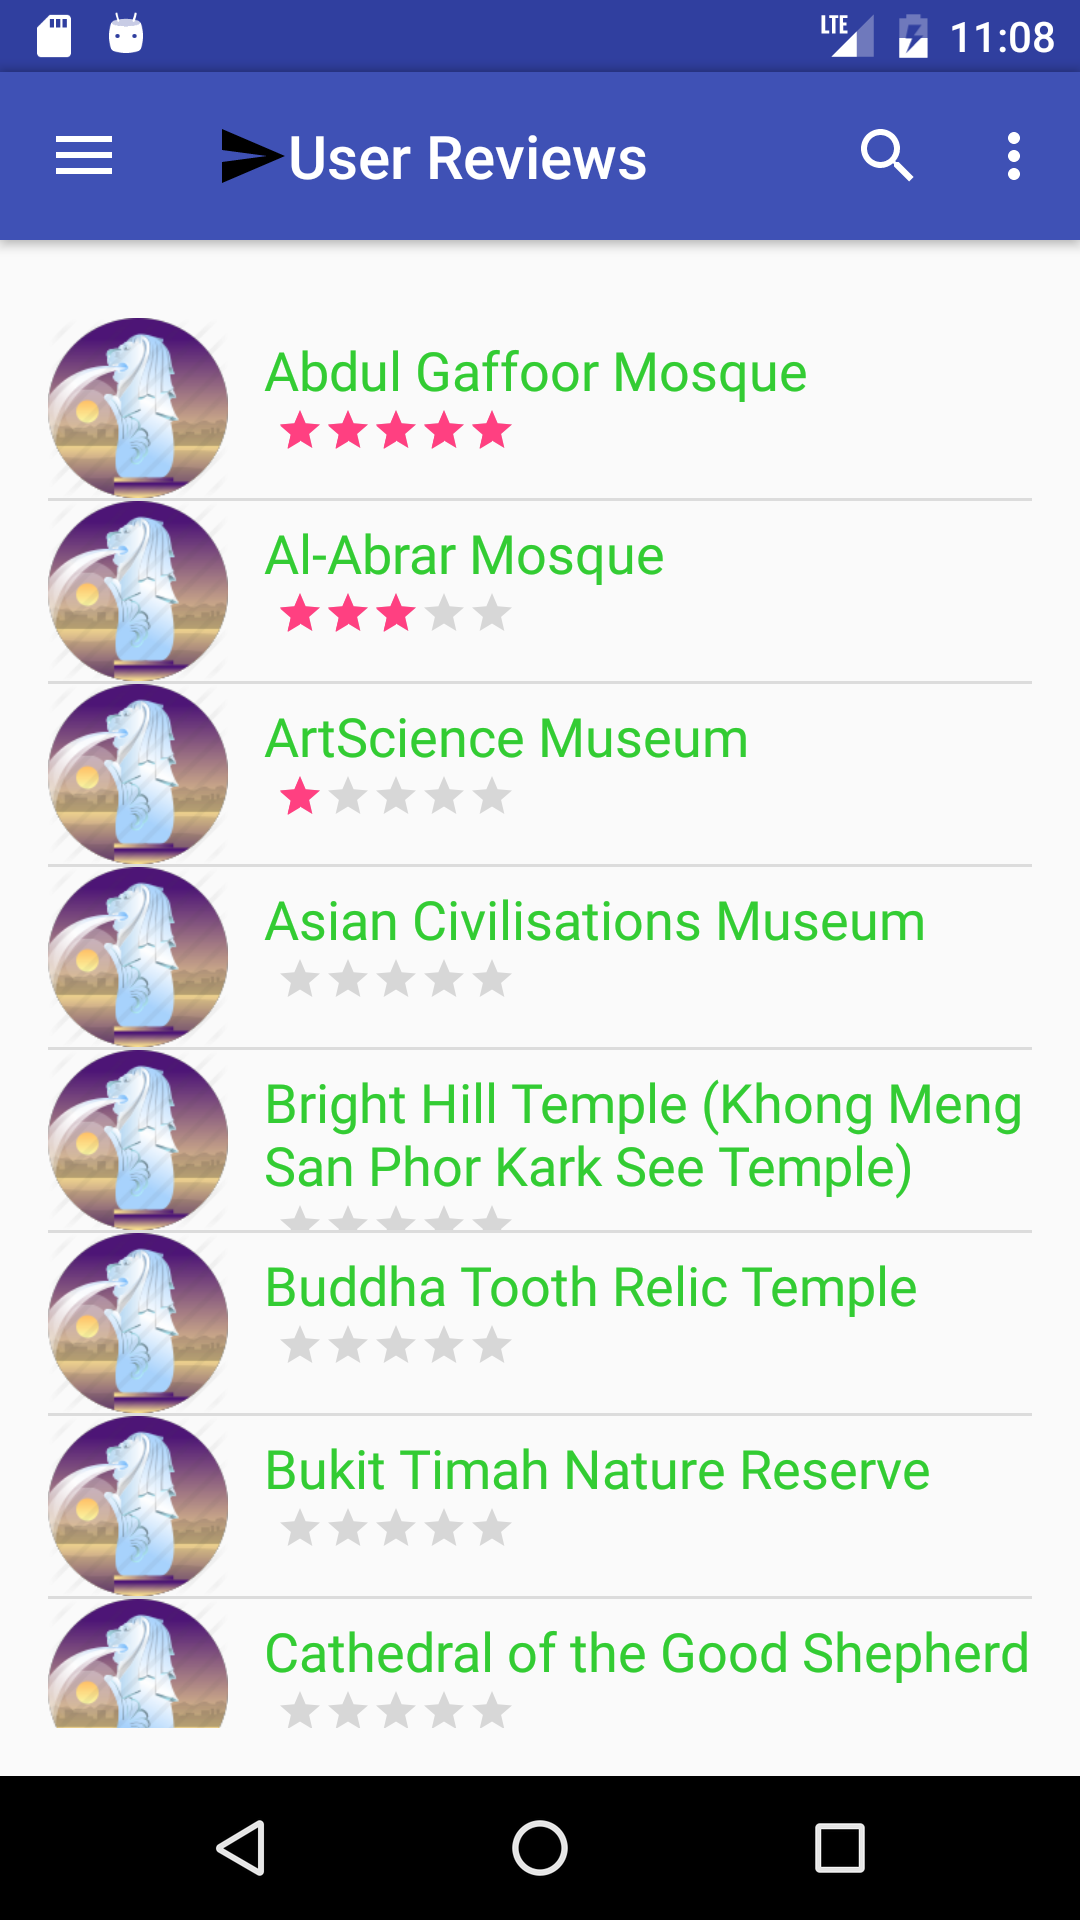 LTE 11:08
User Reviews
Abdul Gaffoor Mosque
Al-Abrar Mosque
ArtScience Museum
Asian Civilisations Museum
Bright Hill Temple (Khong Meng
San Phor Kark See Temple)
Buddha Tooth Relic Temple
Bukit Timah Nature Reserve
Cathedral of the Good Shepherd